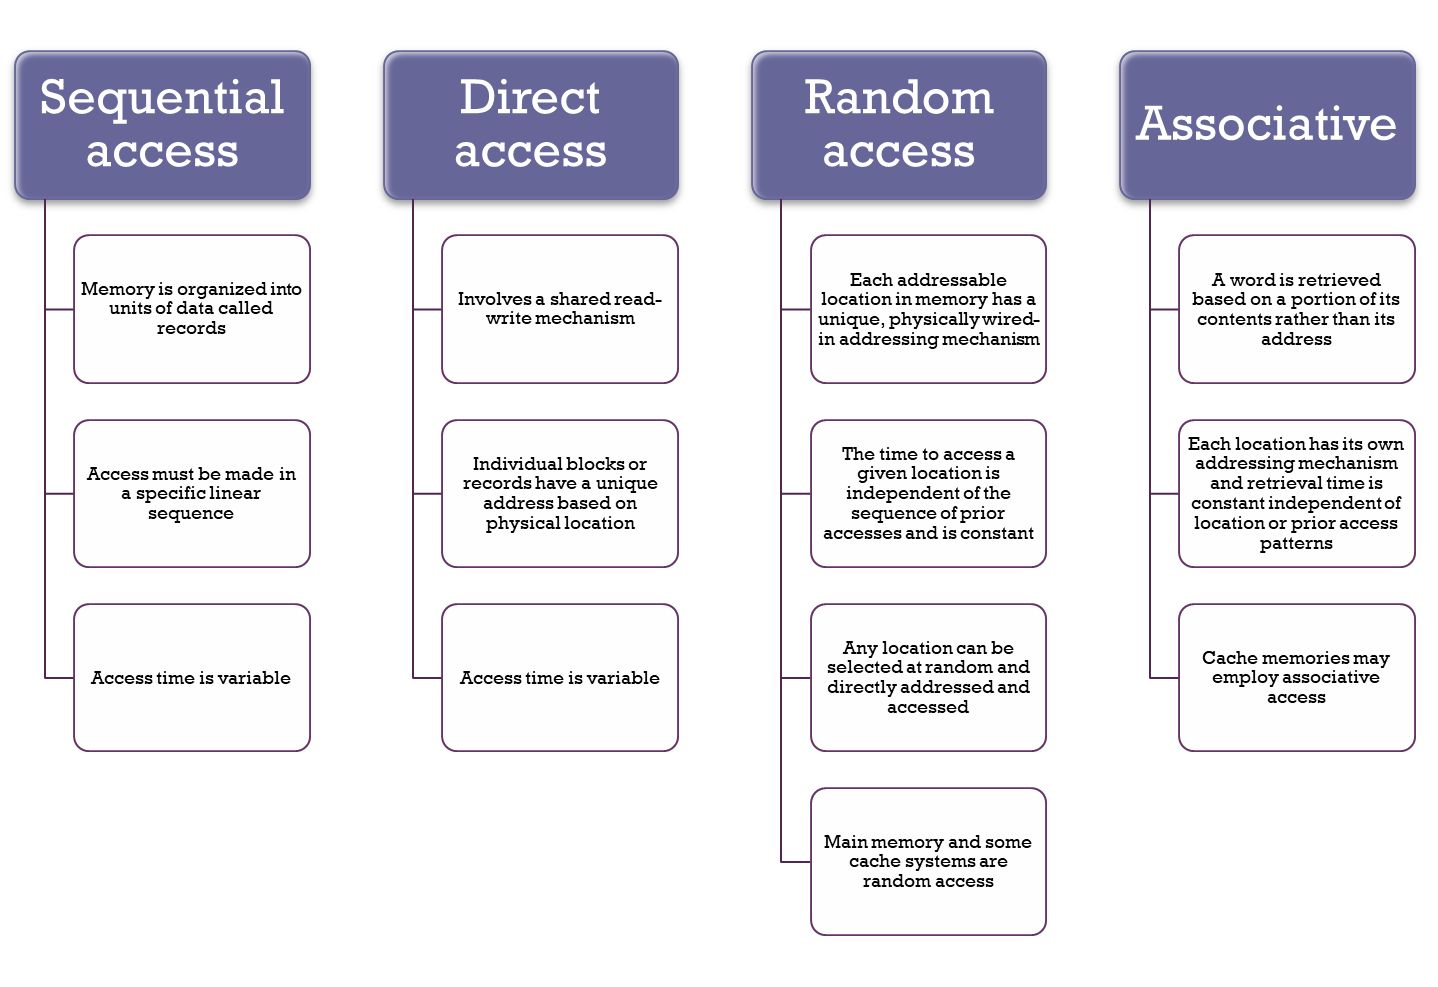 Sequential
access
Memory is organized into
units of data called
records
Access must be made in
a specific linear
sequence
Access time is variable
Direct
access
Involves a shared read-
write mechanism
Individual blocks or
records have a unique
address based on
physical location
Access time is variable
Random
access
Each addressable
location in memory has a
unique, physically wired-
in addressing mechanism
The time to access a
given location is
independent of the
sequence of prior
accesses and is constant
Any location can be
selected at random and
directly addressed and
accessed
Main memory and some
cache systems are
random access
Associative
A word is retrieved
based on a portion of its
contents rather than its
address
Each location has its own
addressing mechanism
and retrieval time is
constant independent of
location or prior access
patterns
Cache memories may
employ associative
access